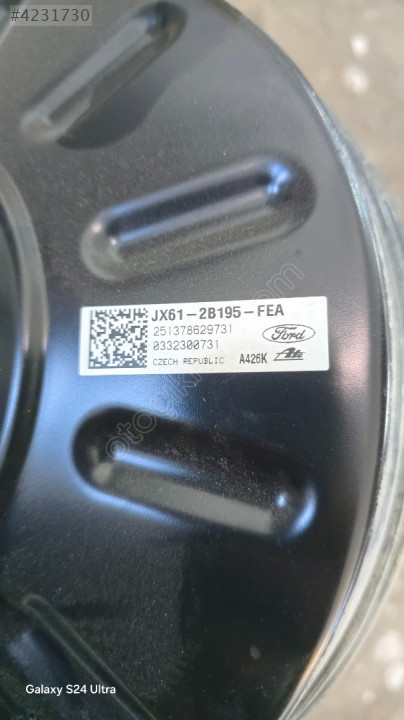 #4231730
JX61-2B195-FEA
251378629731
0332300731
CZECH REPUBLIC A426K
Ford
Ate
Galaxy S24 Ultra